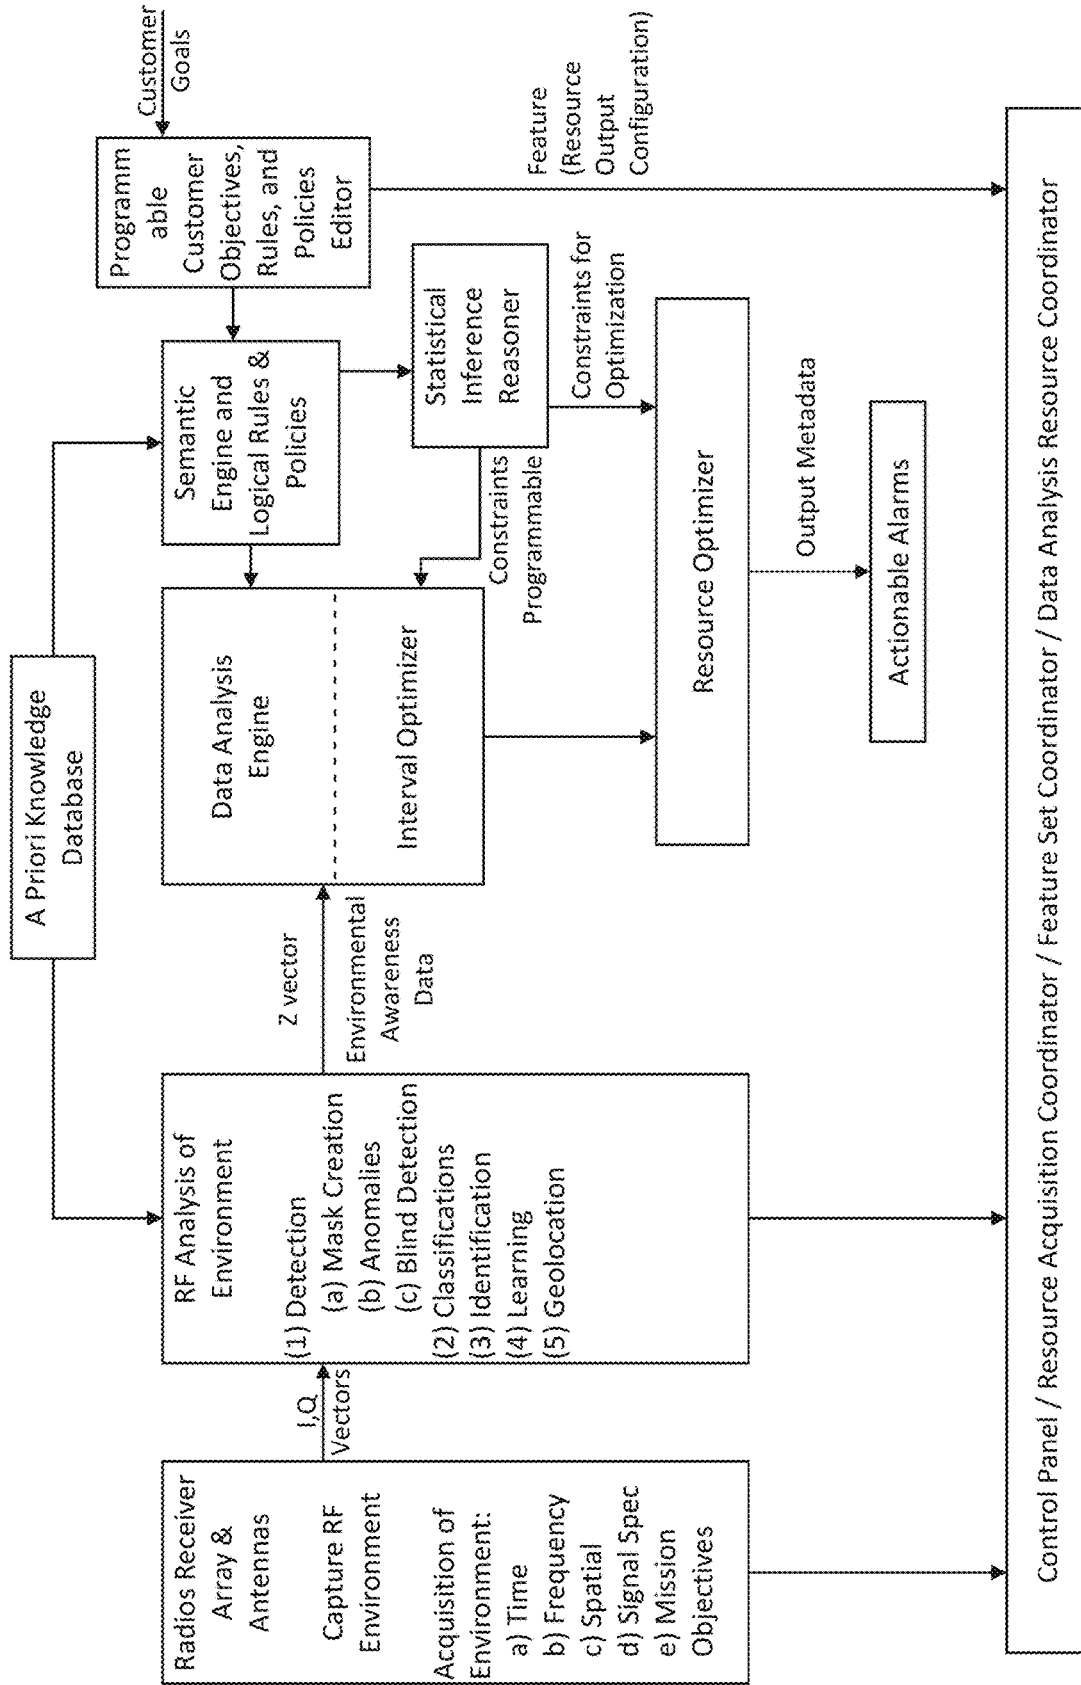 A Priori Knowledge
Database
Radios Receiver
Array &
Antennas
Capture RF
Environment
Acquisition of
Environment:
a) Time
b) Frequency
c) Spatial
d) Signal Spec
e) Mission
Objectives
I,Q
Vectors
RF Analysis of
Environment
(1) Detection
(a) Mask Creation
(b) Anomalies
(c) Blind Detection
(2) Classifications
(3) Identification
(4) Learning
(5) Geolocation
Z vector
Environmental
Awareness
Data
Data Analysis
Engine
Interval Optimizer
Semantic
Engine and
Logical Rules &
Policies
Programm
able
Customer
Objectives,
Rules, and
Policies
Editor
Customer
Goals
Statistical
Inference
Reasoner
Constraints
Programmable
Constraints for
Optimization
Feature
(Resource
Output
Configuration)
Resource Optimizer
Output Metadata
Actionable Alarms
Control Panel / Resource Acquisition Coordinator / Feature Set Coordinator / Data Analysis Resource Coordinator